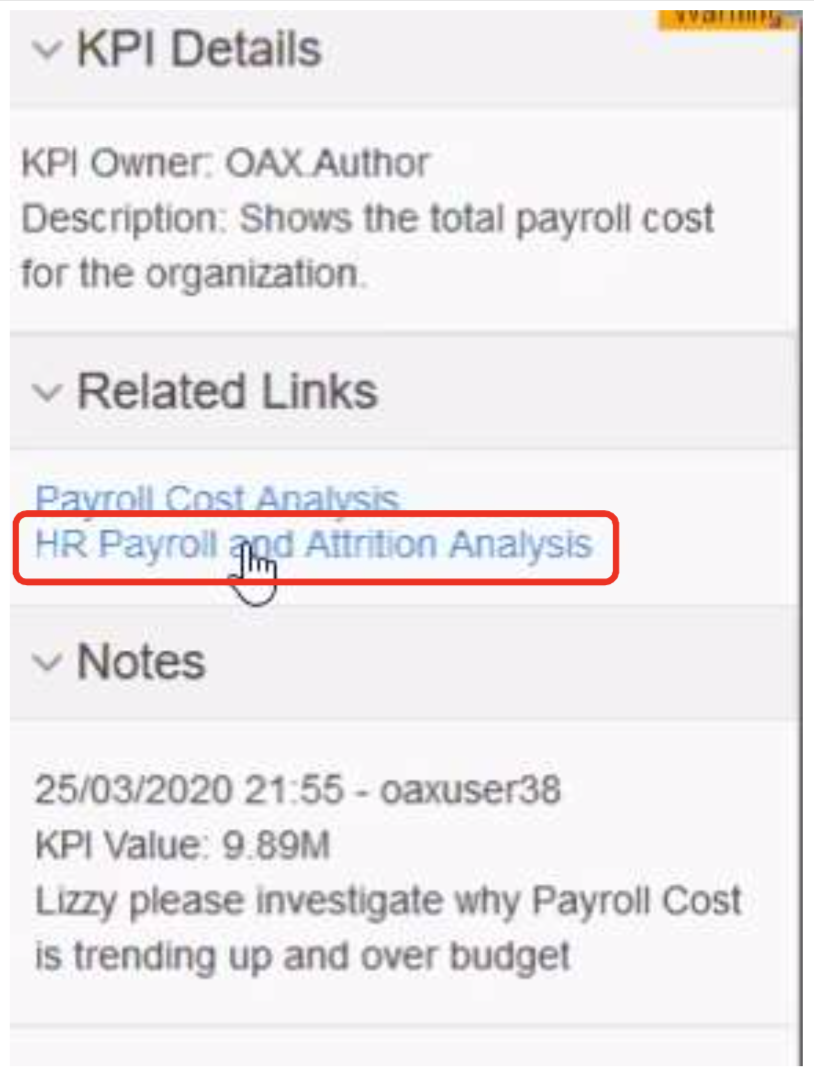 Warning
KPI Details
KPI Owner: OAX.Author
Description: Shows the total payroll cost
for the organization.
Related Links
Payroll Cost Analysis
HR Payroll and Attrition Analysis
Notes
25/03/2020 21:55 - oaxuser38
KPI Value: 9.89M
Lizzy please investigate why Payroll Cost
is trending up and over budget